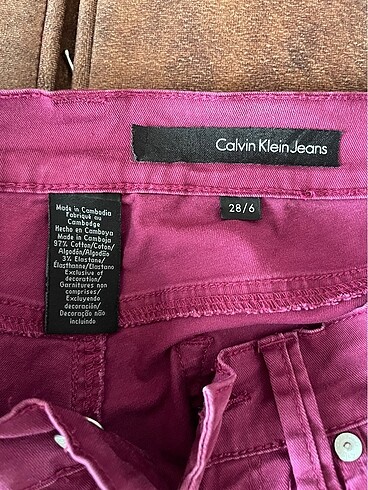 Calvin Klein Jeans
28/6
Made in Cambodia
Fabriqué au
Cambodge
Hecho en Camboya
Made in Camboja
97% Cotton/Coton/
Algodón/Algodão
3% Elastane/
Élasthanne/Elastano
Exclusive of
decoration/
Garnitures non
comprises/
Excluyendo
decoración/
Decoração não
incluindo